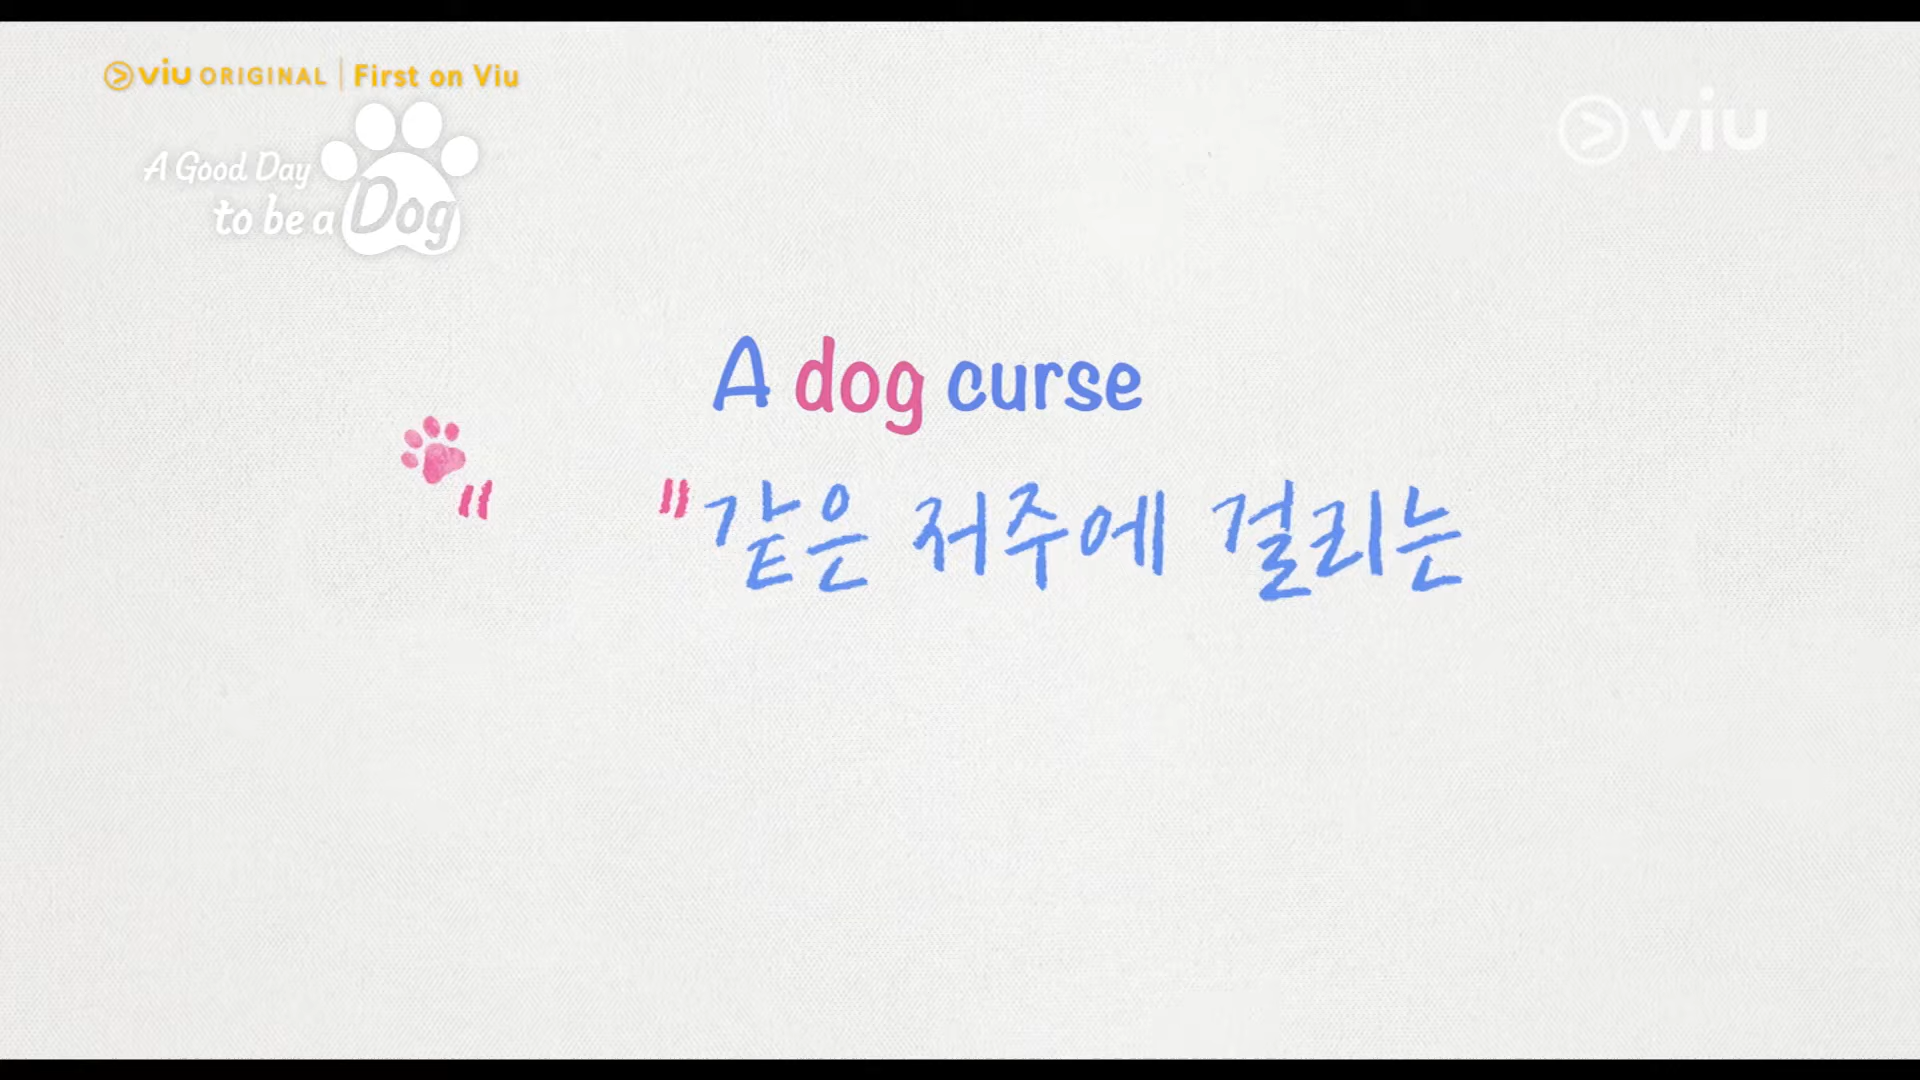 viu ORIGINAL | First on Viu
viu
A Good Day
to be a Dog
A dog curse
" "같은 저주에 걸리는